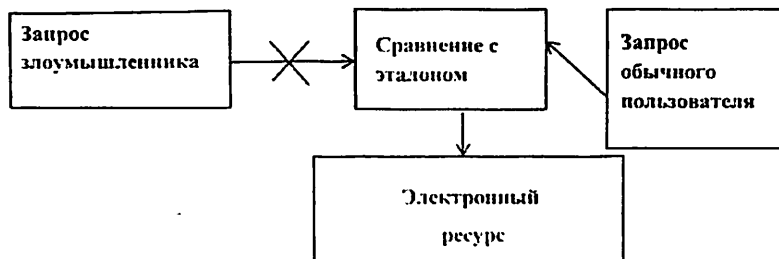 Запрос
злоумышленника
Сравнение с
эталоном
Запрос
обычного
пользователя
Электронный
ресурс